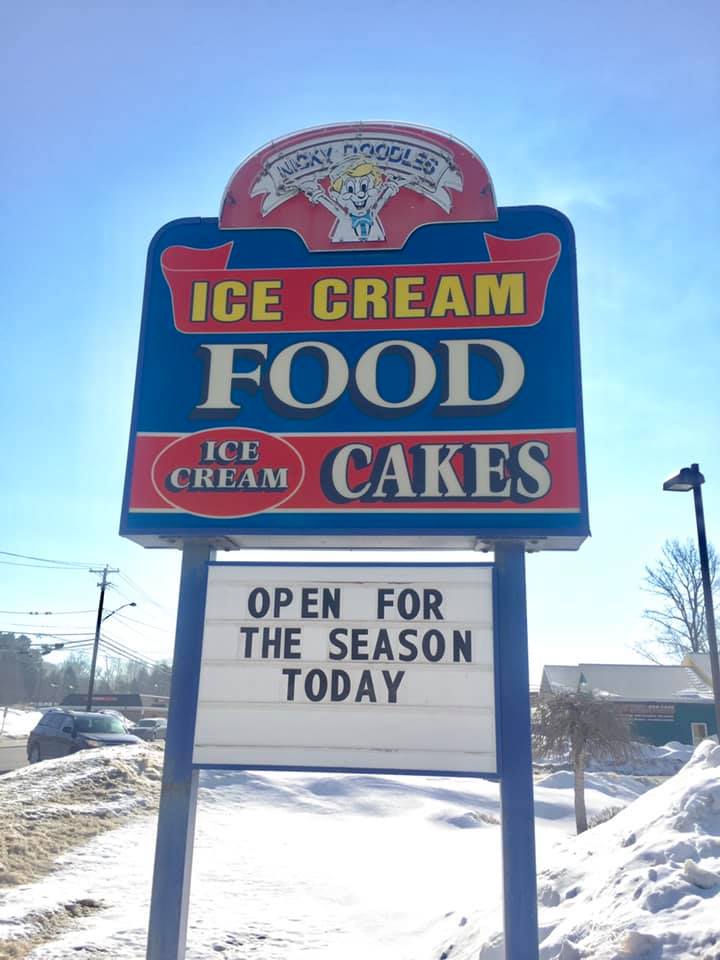 NICKY DOODLES
ICE CREAM
FOOD
ICE
CREAM
CAKES
OPEN FOR
THE SEASON
TODAY